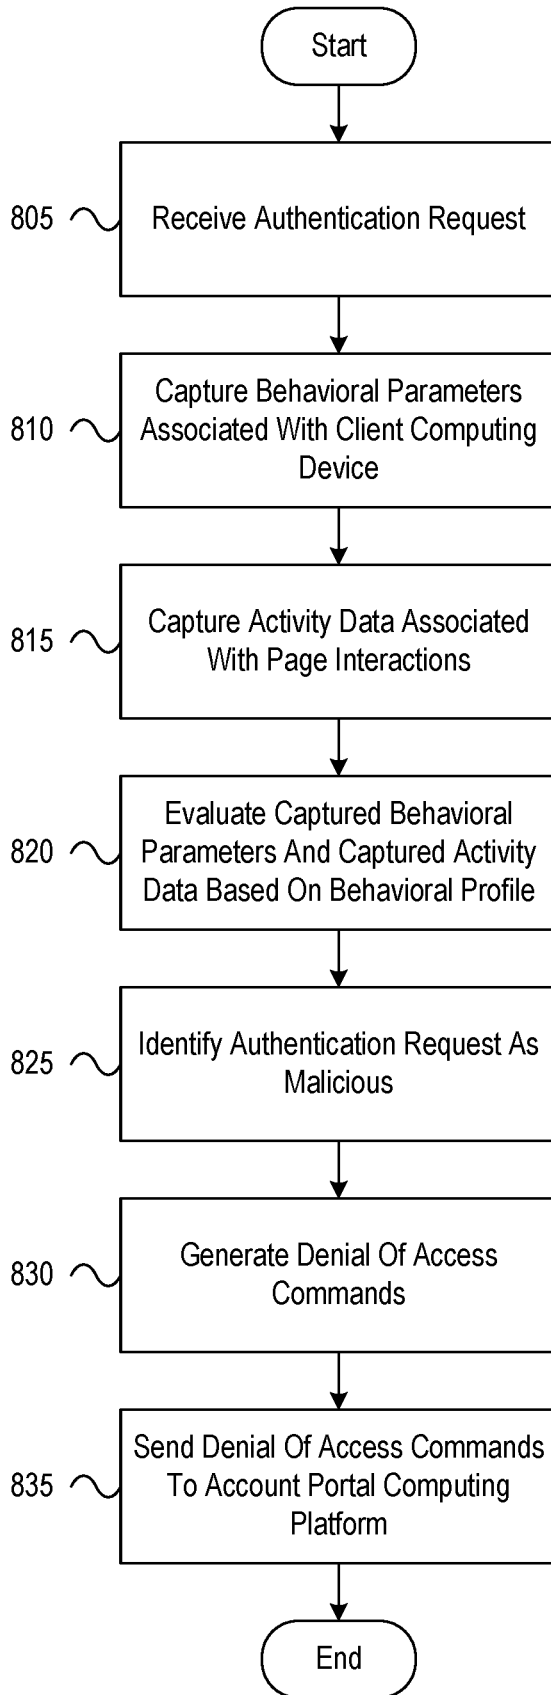 Start
805
Receive Authentication Request
810
Capture Behavioral Parameters
Associated With Client Computing
Device
815
Capture Activity Data Associated
With Page Interactions
820
Evaluate Captured Behavioral
Parameters And Captured Activity
Data Based On Behavioral Profile
825
Identify Authentication Request As
Malicious
830
Generate Denial Of Access
Commands
835
Send Denial Of Access Commands
To Account Portal Computing
Platform
End